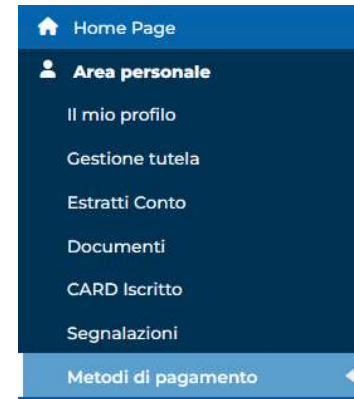 Home Page
Area personale
Il mio profilo
Gestione tutela
Estratti Conto
Documenti
CARD Iscritto
Segnalazioni
Metodi di pagamento